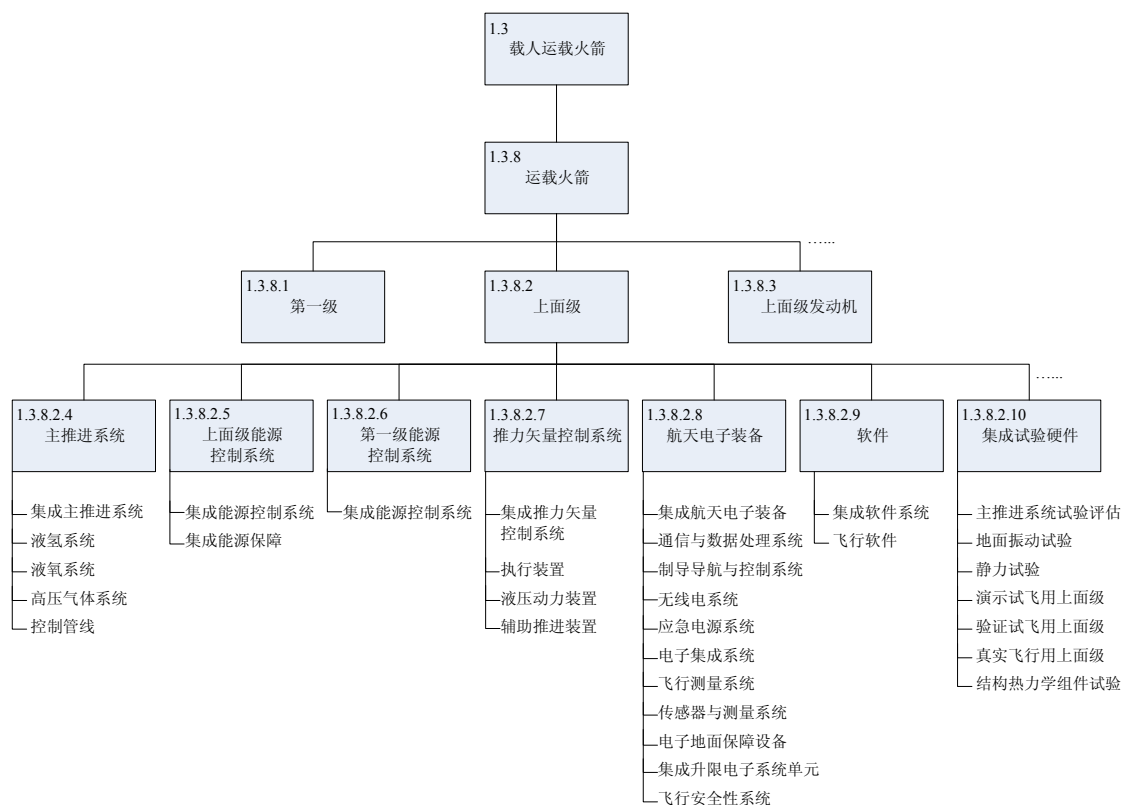 1.3
载人运载火箭
1.3.8
运载火箭
…...
1.3.8.1
第一级
1.3.8.2
上面级
1.3.8.3
上面级发动机
…...
1.3.8.2.4
主推进系统
集成主推进系统
液氢系统
液氧系统
高压气体系统
控制管线
1.3.8.2.5
上面级能源
控制系统
集成能源控制系统
集成能源保障
1.3.8.2.6
第一级能源
控制系统
集成能源控制系统
1.3.8.2.7
推力矢量控制系统
集成推力矢量
控制系统
执行装置
液压动力装置
辅助推进装置
1.3.8.2.8
航天电子装备
集成航天电子装备
通信与数据处理系统
制导导航与控制系统
无线电系统
应急电源系统
电子集成系统
飞行测量系统
传感器与测量系统
电子地面保障设备
集成升限电子系统单元
飞行安全性系统
1.3.8.2.9
软件
集成软件系统
飞行软件
1.3.8.2.10
集成试验硬件
主推进系统试验评估
地面振动试验
静力试验
演示试飞用上面级
验证试飞用上面级
真实飞行用上面级
结构热力学组件试验